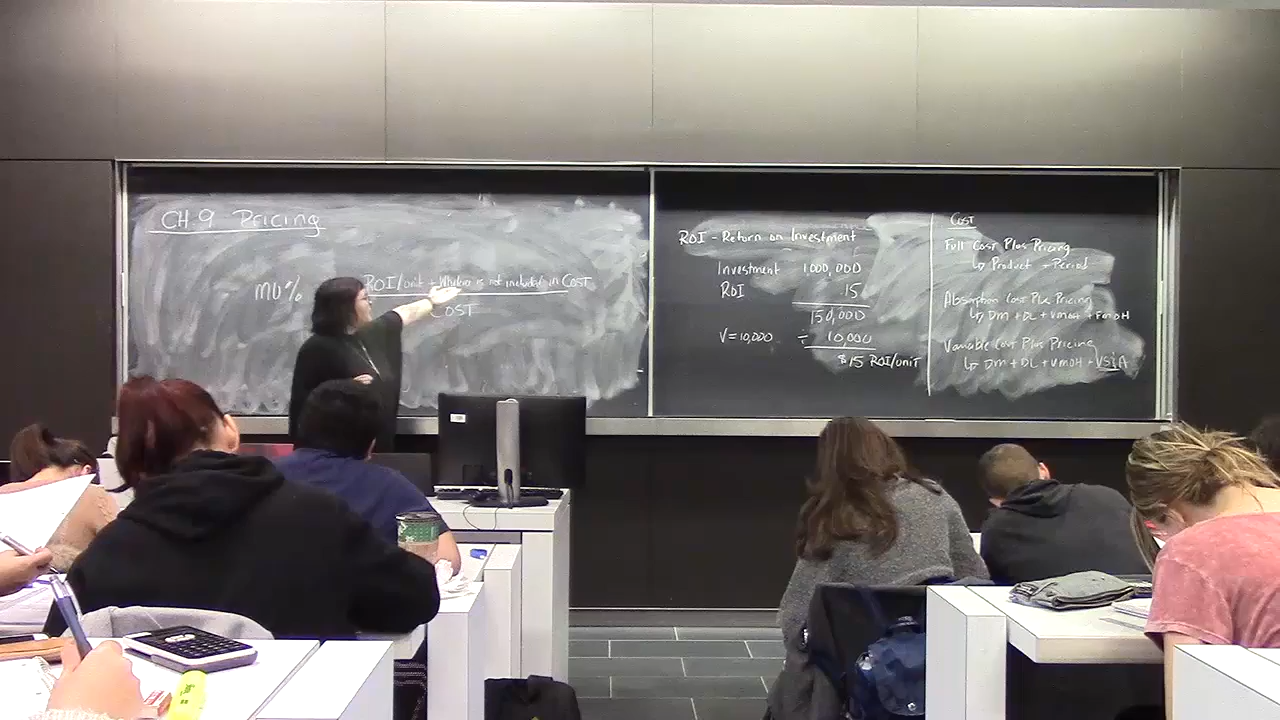 CH.9 Pricing
MU% ROI/unit + Whatever is not included in COST
COST
ROI - Return on Investment
Investment 1,000,000
ROI 15
150,000
V = 10,000 ÷ 10,000
$15 ROI/unit
COST
Full Cost Plus Pricing
↳ Product + Period
Absorption Cost Plus Pricing
↳ DM + DL + VMOH + FMOH
Variable Cost Plus Pricing
↳ DM + DL + VMOH + VS&A